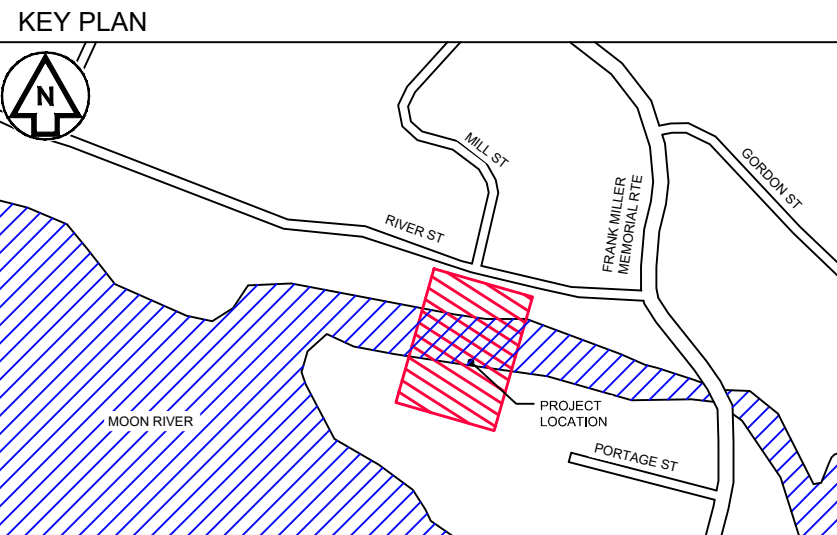 KEY PLAN
N
MILL ST
GORDON ST
FRANK MILLER
MEMORIAL RTE
RIVER ST
PROJECT
LOCATION
MOON RIVER
PORTAGE ST